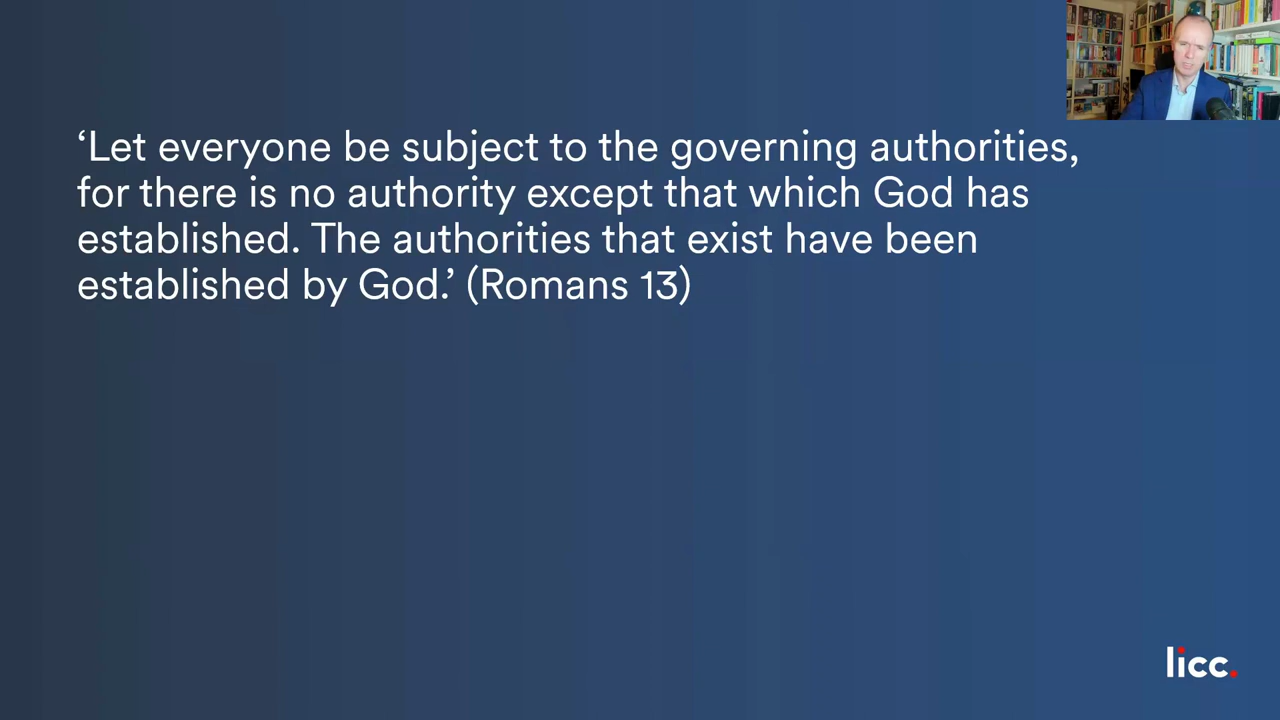 ‘Let everyone be subject to the governing authorities,
for there is no authority except that which God has
established. The authorities that exist have been
established by God.’ (Romans 13)
licc.